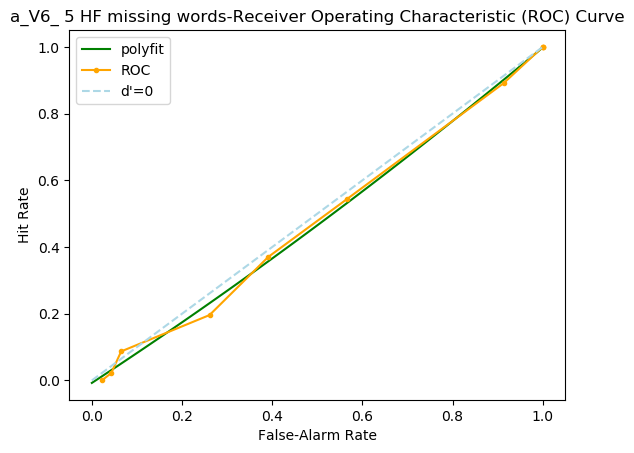 a_V6_ 5 HF missing words-Receiver Operating Characteristic (ROC) Curve
polyfit
ROC
d'=0
1.0
0.8
0.6
0.4
0.2
0.0
Hit Rate
0.0 0.2 0.4 0.6 0.8 1.0
False-Alarm Rate